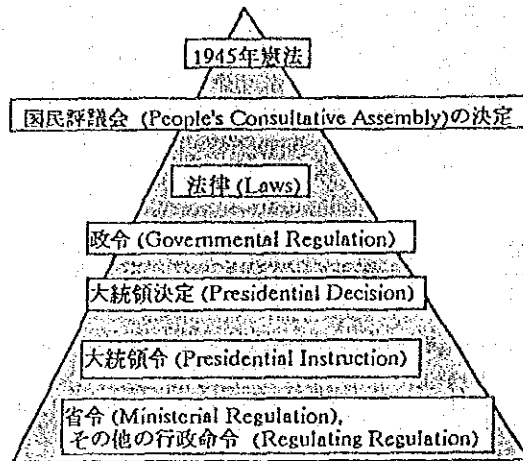 1945年憲法
国民評議会 (People's Consultative Assembly)の決定
法律 (Laws)
政令 (Governmental Regulation)
大統領決定 (Presidential Decision)
大統領令 (Presidential Instruction)
省令 (Ministerial Regulation),
その他の行政命令 (Regulating Regulation)